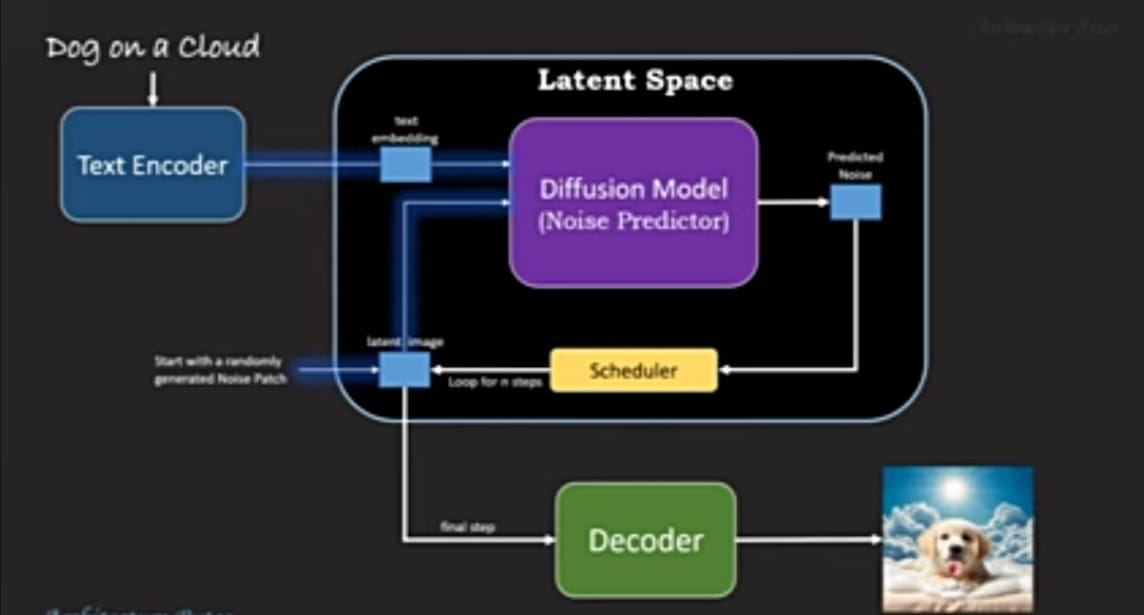 Dog on a Cloud
Text Encoder
Latent Space
text
embedding
Diffusion Model
(Noise Predictor)
Predicted
Noise
latent image
Start with a randomly
generated Noise Patch
Loop for n steps
Scheduler
final step
Decoder